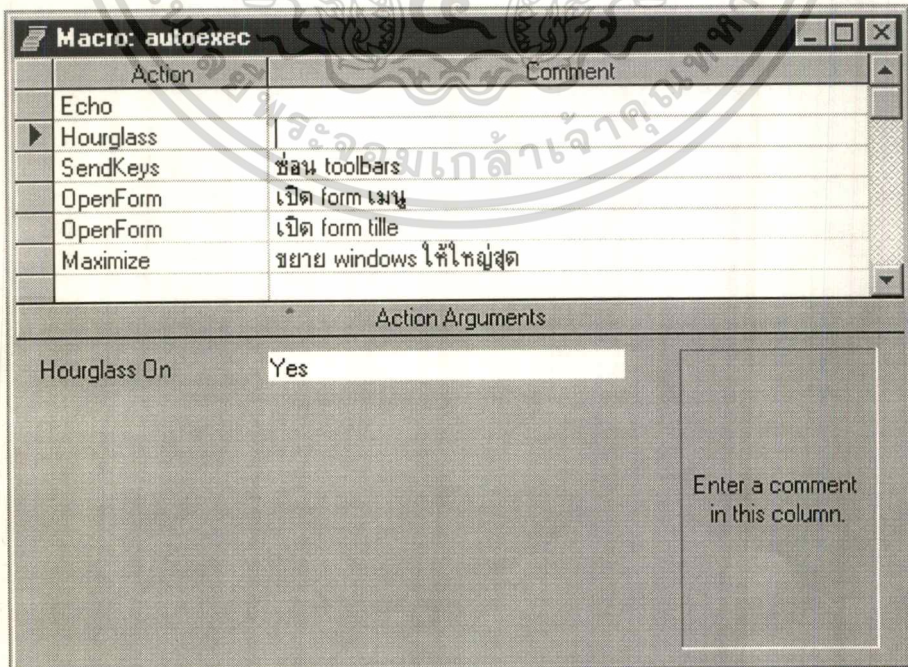 Macro: autoexec
Action Comment
Echo
Hourglass
SendKeys ซ่อน toolbars
OpenForm เปิด form เมนู
OpenForm เปิด form tille
Maximize ขยาย windows ให้ใหญ่สุด
Action Arguments
Hourglass On Yes
Enter a comment
in this column.